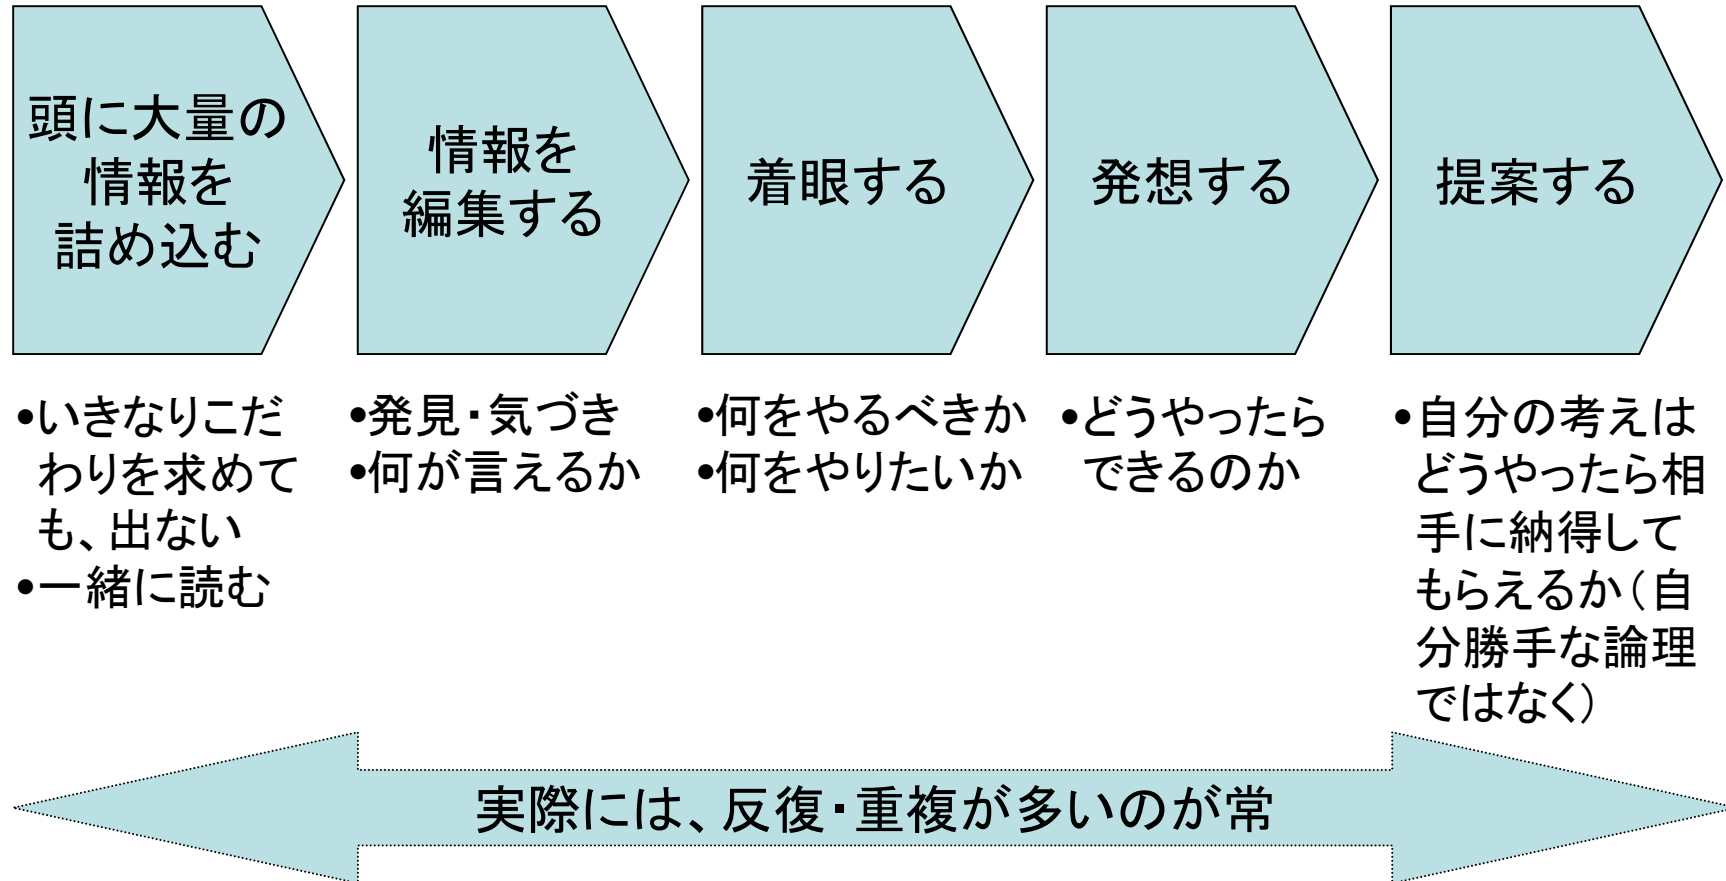 頭に大量の
情報を
詰め込む
情報を
編集する
着眼する
発想する
提案する
•いきなりこだ
わりを求めて
も、出ない
•一緒に読む
•発見・気づき
•何が言えるか
•何をやるべきか
•何をやりたいか
•どうやったら
できるのか
•自分の考えは
どうやったら相
手に納得して
もらえるか（自
分勝手な論理
ではなく）
実際には、反復・重複が多いのが常